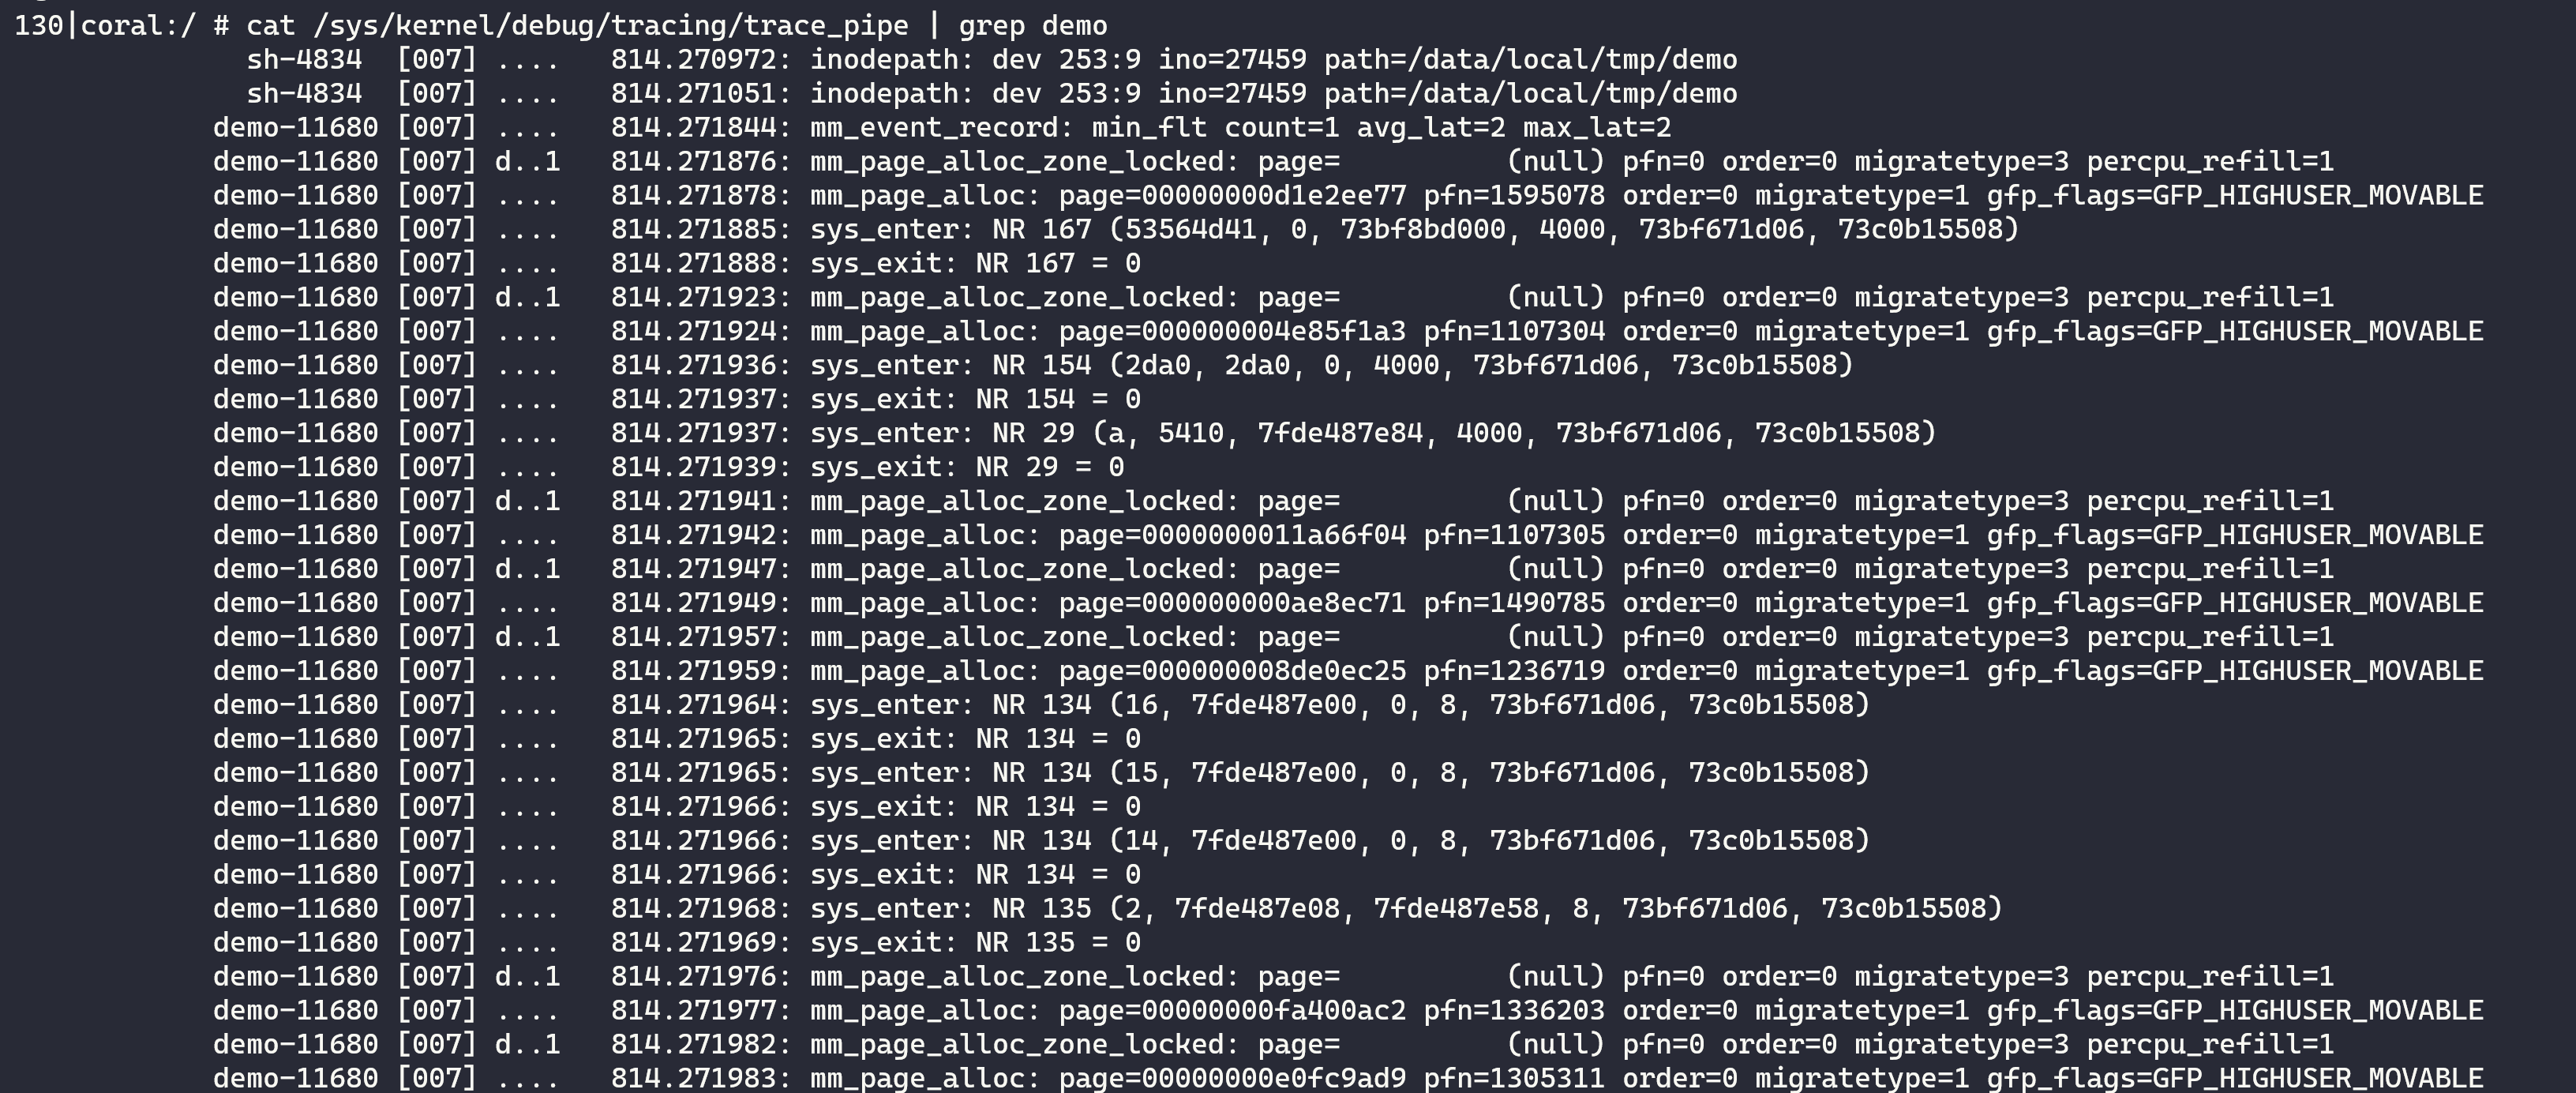 130|coral:/ # cat /sys/kernel/debug/tracing/trace_pipe | grep demo
sh-4834 [007] .... 814.270972: inodepath: dev 253:9 ino=27459 path=/data/local/tmp/demo
sh-4834 [007] .... 814.271051: inodepath: dev 253:9 ino=27459 path=/data/local/tmp/demo
demo-11680 [007] .... 814.271844: mm_event_record: min_flt count=1 avg_lat=2 max_lat=2
demo-11680 [007] d..1 814.271876: mm_page_alloc_zone_locked: page= (null) pfn=0 order=0 migratetype=3 percpu_refill=1
demo-11680 [007] .... 814.271878: mm_page_alloc: page=00000000d1e2ee77 pfn=1595078 order=0 migratetype=1 gfp_flags=GFP_HIGHUSER_MOVABLE
demo-11680 [007] .... 814.271885: sys_enter: NR 167 (53564d41, 0, 73bf8bd000, 4000, 73bf671d06, 73c0b15508)
demo-11680 [007] .... 814.271888: sys_exit: NR 167 = 0
demo-11680 [007] d..1 814.271923: mm_page_alloc_zone_locked: page= (null) pfn=0 order=0 migratetype=3 percpu_refill=1
demo-11680 [007] .... 814.271924: mm_page_alloc: page=000000004e85f1a3 pfn=1107304 order=0 migratetype=1 gfp_flags=GFP_HIGHUSER_MOVABLE
demo-11680 [007] .... 814.271936: sys_enter: NR 154 (2da0, 2da0, 0, 4000, 73bf671d06, 73c0b15508)
demo-11680 [007] .... 814.271937: sys_exit: NR 154 = 0
demo-11680 [007] .... 814.271937: sys_enter: NR 29 (a, 5410, 7fde487e84, 4000, 73bf671d06, 73c0b15508)
demo-11680 [007] .... 814.271939: sys_exit: NR 29 = 0
demo-11680 [007] d..1 814.271941: mm_page_alloc_zone_locked: page= (null) pfn=0 order=0 migratetype=3 percpu_refill=1
demo-11680 [007] .... 814.271942: mm_page_alloc: page=0000000011a66f04 pfn=1107305 order=0 migratetype=1 gfp_flags=GFP_HIGHUSER_MOVABLE
demo-11680 [007] d..1 814.271947: mm_page_alloc_zone_locked: page= (null) pfn=0 order=0 migratetype=3 percpu_refill=1
demo-11680 [007] .... 814.271949: mm_page_alloc: page=000000000ae8ec71 pfn=1490785 order=0 migratetype=1 gfp_flags=GFP_HIGHUSER_MOVABLE
demo-11680 [007] d..1 814.271957: mm_page_alloc_zone_locked: page= (null) pfn=0 order=0 migratetype=3 percpu_refill=1
demo-11680 [007] .... 814.271959: mm_page_alloc: page=000000008de0ec25 pfn=1236719 order=0 migratetype=1 gfp_flags=GFP_HIGHUSER_MOVABLE
demo-11680 [007] .... 814.271964: sys_enter: NR 134 (16, 7fde487e00, 0, 8, 73bf671d06, 73c0b15508)
demo-11680 [007] .... 814.271965: sys_exit: NR 134 = 0
demo-11680 [007] .... 814.271965: sys_enter: NR 134 (15, 7fde487e00, 0, 8, 73bf671d06, 73c0b15508)
demo-11680 [007] .... 814.271966: sys_exit: NR 134 = 0
demo-11680 [007] .... 814.271966: sys_enter: NR 134 (14, 7fde487e00, 0, 8, 73bf671d06, 73c0b15508)
demo-11680 [007] .... 814.271966: sys_exit: NR 134 = 0
demo-11680 [007] .... 814.271968: sys_enter: NR 135 (2, 7fde487e08, 7fde487e58, 8, 73bf671d06, 73c0b15508)
demo-11680 [007] .... 814.271969: sys_exit: NR 135 = 0
demo-11680 [007] d..1 814.271976: mm_page_alloc_zone_locked: page= (null) pfn=0 order=0 migratetype=3 percpu_refill=1
demo-11680 [007] .... 814.271977: mm_page_alloc: page=00000000fa400ac2 pfn=1336203 order=0 migratetype=1 gfp_flags=GFP_HIGHUSER_MOVABLE
demo-11680 [007] d..1 814.271982: mm_page_alloc_zone_locked: page= (null) pfn=0 order=0 migratetype=3 percpu_refill=1
demo-11680 [007] .... 814.271983: mm_page_alloc: page=00000000e0fc9ad9 pfn=1305311 order=0 migratetype=1 gfp_flags=GFP_HIGHUSER_MOVABLE